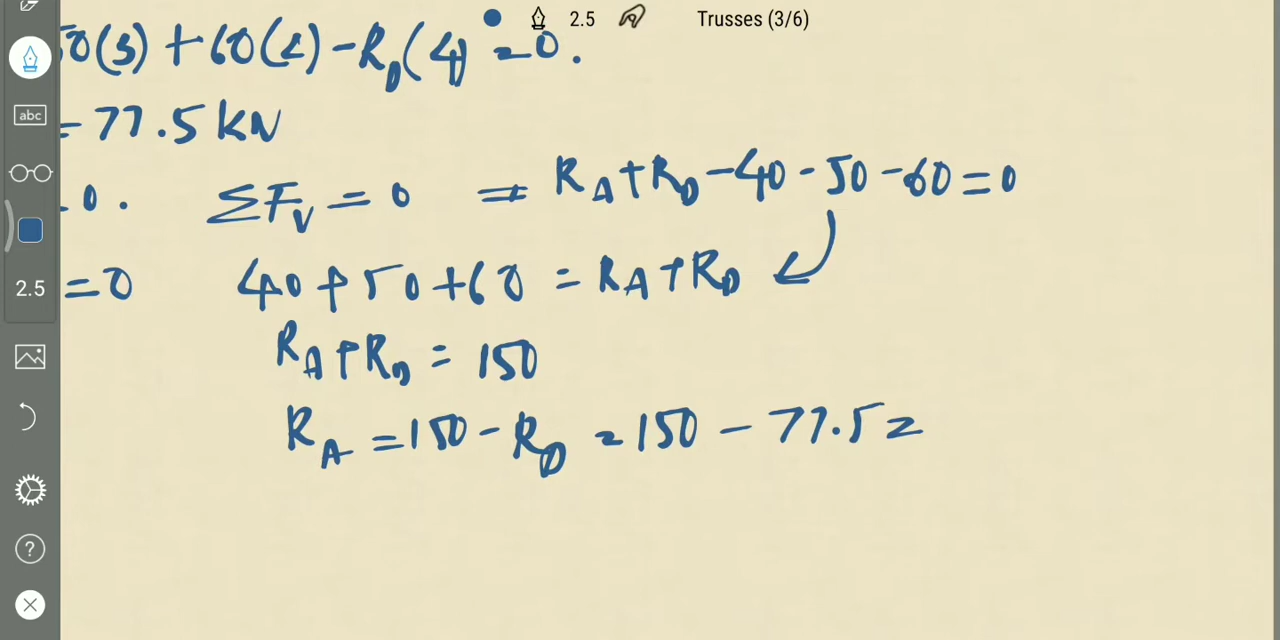 2.5 Trusses (3/6)
50(3) + 60(2) - R_D(4) = 0.
abc
= 77.5 kN
= 0. ΣF_V = 0 ⇒ R_A + R_D - 40 - 50 - 60 = 0
2.5 = 0 40 + 50 + 60 = R_A + R_D
R_A + R_D = 150
R_A = 150 - R_D = 150 - 77.5 =
?